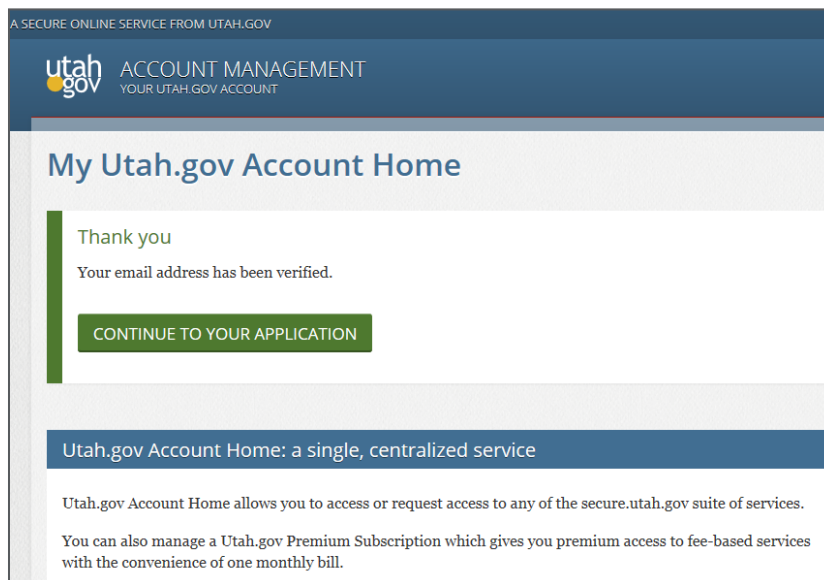 A SECURE ONLINE SERVICE FROM UTAH.GOV
utah
gov
ACCOUNT MANAGEMENT
YOUR UTAH.GOV ACCOUNT
My Utah.gov Account Home
Thank you
Your email address has been verified.
CONTINUE TO YOUR APPLICATION
Utah.gov Account Home: a single, centralized service
Utah.gov Account Home allows you to access or request access to any of the secure.utah.gov suite of services.
You can also manage a Utah.gov Premium Subscription which gives you premium access to fee-based services
with the convenience of one monthly bill.